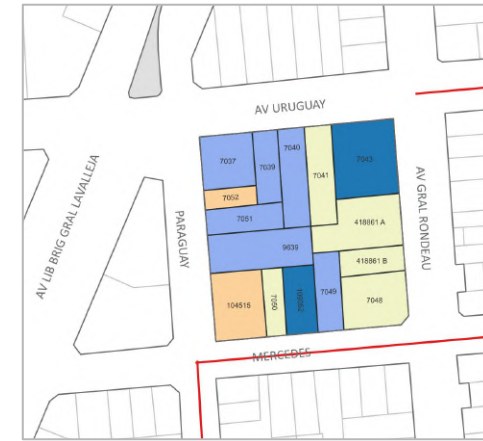 AV URUGUAY
AV LIB BRIG GRAL LAVALLEJA
PARAGUAY
AV GRAL RONDEAU
MERCEDES
7037
7039
7040
7041
7043
7052
7051
418861 A
9639
418861 B
104515
7050
7049
7048